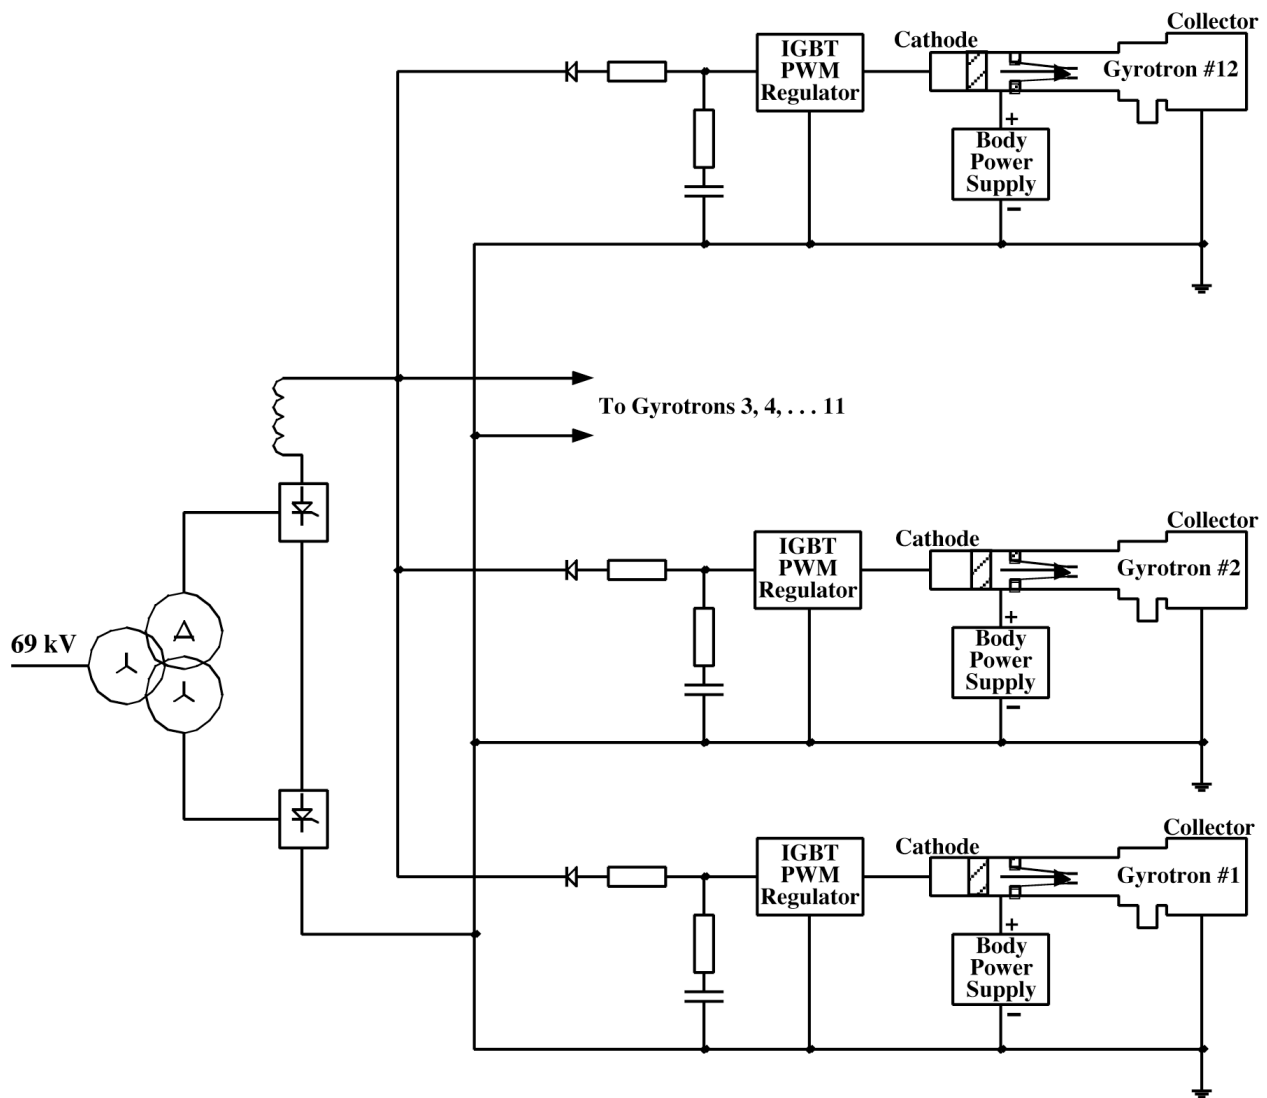 Collector
Cathode
IGBT
PWM
Regulator
Gyrotron #12
+
Body
Power
Supply
−
To Gyrotrons 3, 4, . . . 11
69 kV
Collector
Cathode
IGBT
PWM
Regulator
Gyrotron #2
+
Body
Power
Supply
−
Collector
Cathode
IGBT
PWM
Regulator
Gyrotron #1
+
Body
Power
Supply
−